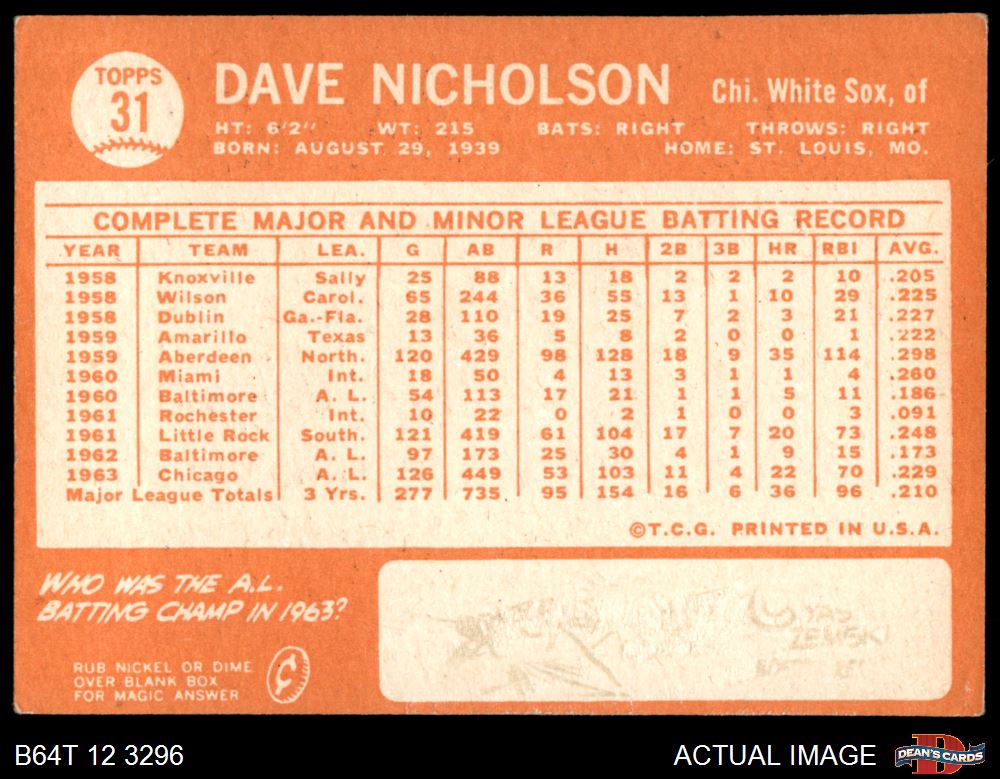 TOPPS
31
DAVE NICHOLSON Chi. White Sox, of
HT: 6'2" WT: 215 BATS: RIGHT THROWS: RIGHT
BORN: AUGUST 29, 1939 HOME: ST. LOUIS, MO.
COMPLETE MAJOR AND MINOR LEAGUE BATTING RECORD
YEAR TEAM LEA. G AB R H 2B 3B HR RBI AVG.
1958 Knoxville Sally 25 88 13 18 2 2 2 10 .205
1958 Wilson Carol. 65 244 36 55 13 1 10 29 .225
1958 Dublin Ga.-Fla. 28 110 19 25 7 2 3 21 .227
1959 Amarillo Texas 13 36 5 8 2 0 0 1 .222
1959 Aberdeen North. 120 429 98 128 18 9 35 114 .298
1960 Miami Int. 18 50 4 13 3 1 1 4 .260
1960 Baltimore A. L. 54 113 17 21 1 1 5 11 .186
1961 Rochester Int. 10 22 0 2 1 0 0 3 .091
1961 Little Rock South. 121 419 61 104 17 7 20 73 .248
1962 Baltimore A. L. 97 173 25 30 4 1 9 15 .173
1963 Chicago A. L. 126 449 53 103 11 4 22 70 .229
Major League Totals 3 Yrs. 277 735 95 154 16 6 36 96 .210
©T.C.G. PRINTED IN U.S.A.
WHO WAS THE A.L.
BATTING CHAMP IN 1963?
RUB NICKEL OR DIME
OVER BLANK BOX
FOR MAGIC ANSWER
B64T 12 3296 ACTUAL IMAGE DEAN'S CARDS